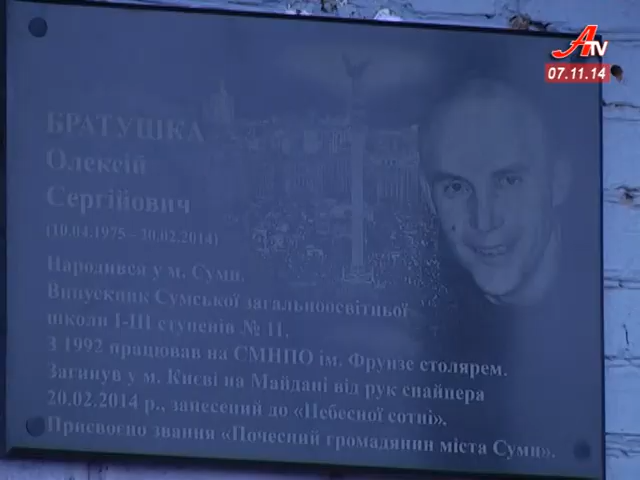 ATV
07.11.14
БРАТУШКА
Олексій
Сергійович
(10.04.1975 – 20.02.2014)
Народився у м. Суми.
Випускник Сумської загальноосвітньої
школи І-ІІІ ступенів № 11.
З 1992 працював на СМНПО ім. Фрунзе столярем.
Загинув у м. Києві на Майдані від рук снайпера
20.02.2014 р., занесений до «Небесної сотні».
Присвоєно звання «Почесний громадянин міста Суми».